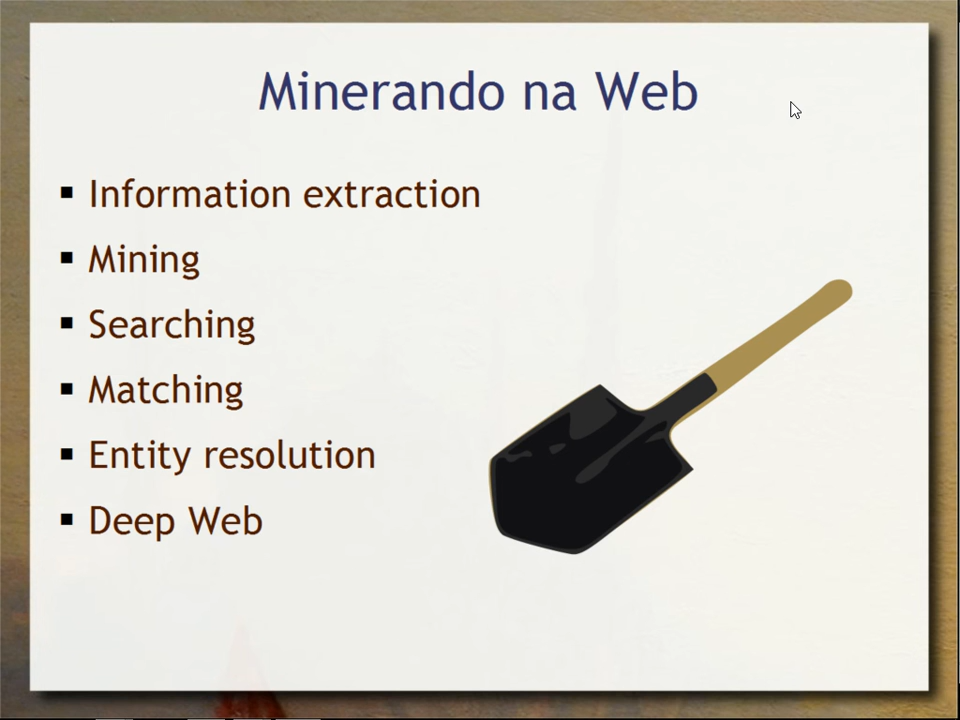 Minerando na Web
Information extraction
Mining
Searching
Matching
Entity resolution
Deep Web